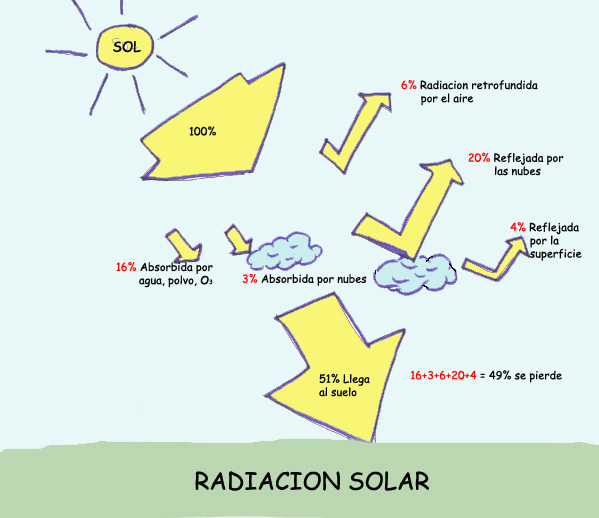 SOL
100%
6% Radiacion retrofundida
por el aire
20% Reflejada por
las nubes
4% Reflejada
por la
superficie
16% Absorbida por
agua, polvo, O₃
3% Absorbida por nubes
51% Llega
al suelo
16+3+6+20+4 = 49% se pierde
RADIACION SOLAR